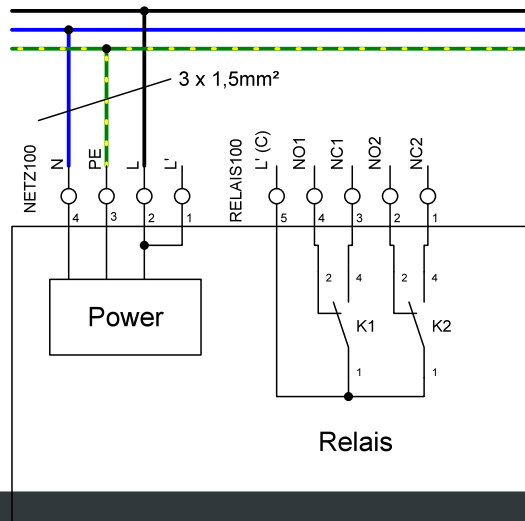 3 x 1,5mm²
NETZ100
N
PE
L
L'
RELAIS100
L' (C)
NO1
NC1
NO2
NC2
4
3
2
1
5
4
3
2
1
2
4
2
4
Power
K1
K2
1
1
Relais